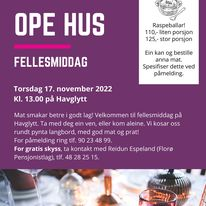 OPE HUS
FELLESMIDDAG
Torsdag 17. november 2022
Kl. 13.00 på Havglytt
Mat smakar betre i godt lag! Velkommen til fellesmiddag på
Havglytt. Ta med deg ein ven, eller kom aleine. Vi kosar oss
rundt pynta langbord, med god mat og prat!
For påmelding ring tlf. 90 23 48 99.
For gratis skyss, ta kontakt med Reidun Espeland (Florø
Pensjonistlag), tlf. 48 28 25 15.
Raspeballar!
110,- liten porsjon
125,- stor porsjon
Ein kan og bestille
anna mat.
Spesifiser dette ved
påmelding.